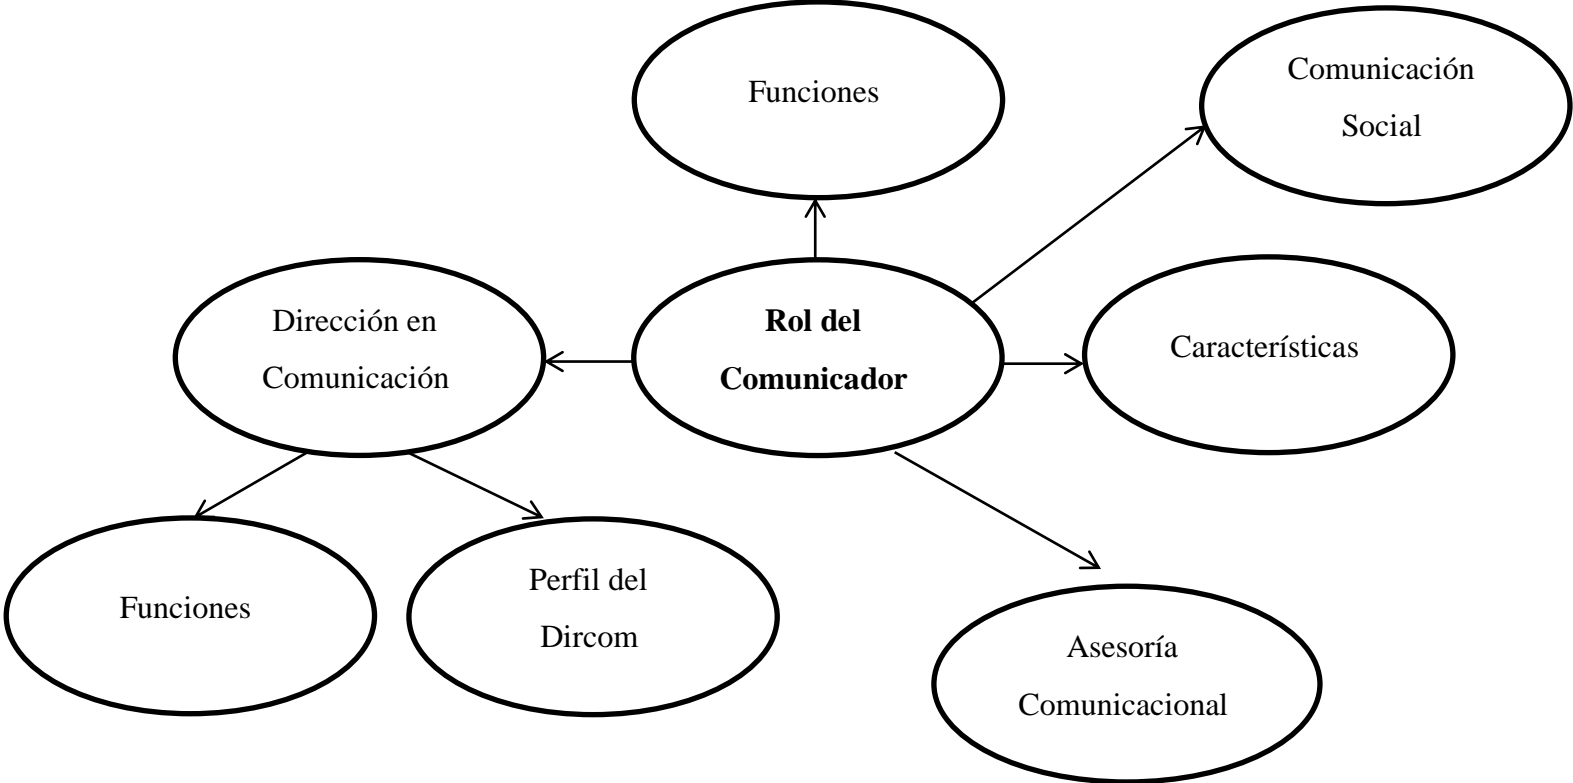 Funciones
Comunicación
Social
Dirección en
Comunicación
Rol del
Comunicador
Características
Funciones
Perfil del
Dircom
Asesoría
Comunicacional